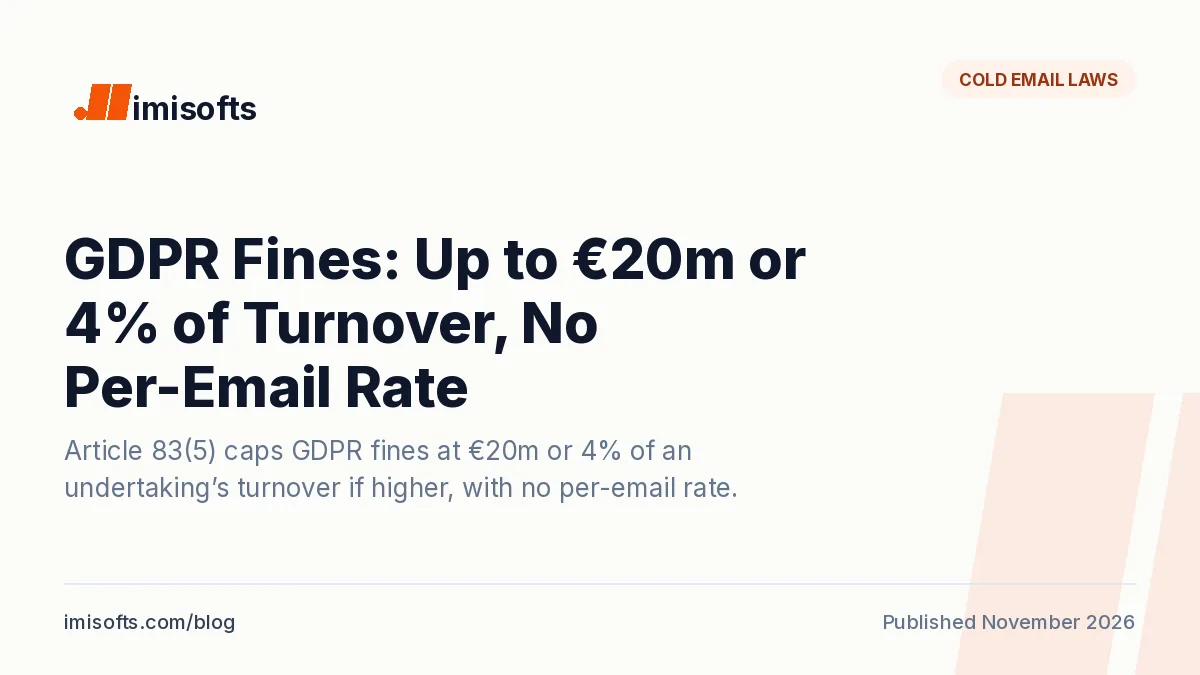 imisofts
COLD EMAIL LAWS
GDPR Fines: Up to €20m or
4% of Turnover, No
Per-Email Rate
Article 83(5) caps GDPR fines at €20m or 4% of an
undertaking’s turnover if higher, with no per-email rate.
imisofts.com/blog
Published November 2026